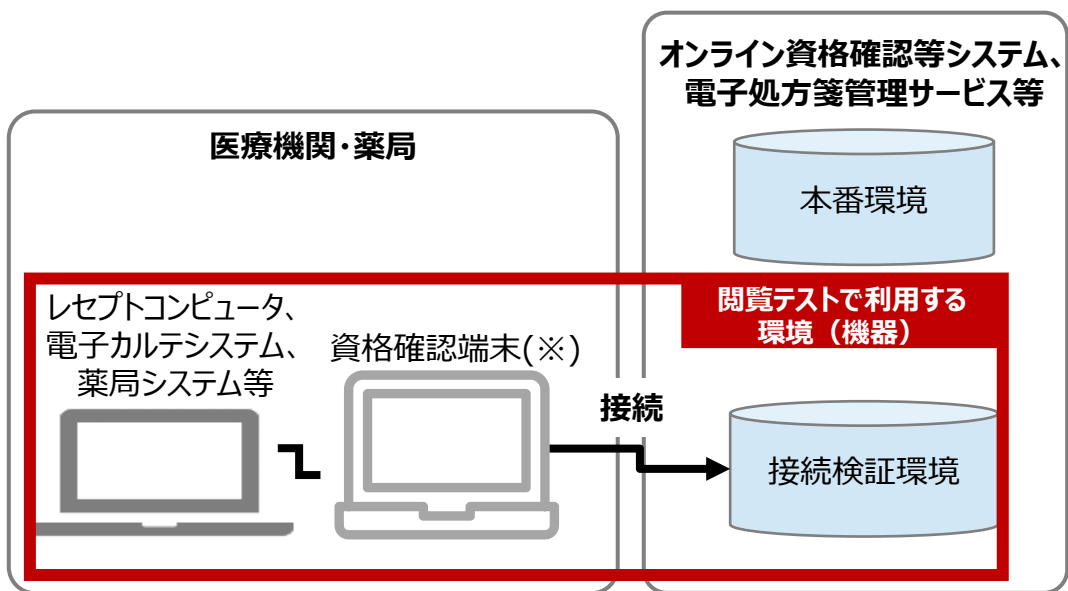 オンライン資格確認等システム、
電子処方箋管理サービス等
医療機関・薬局
本番環境
閲覧テストで利用する
環境（機器）
レセプトコンピュータ、
電子カルテシステム、
薬局システム等
資格確認端末(※)
接続
接続検証環境